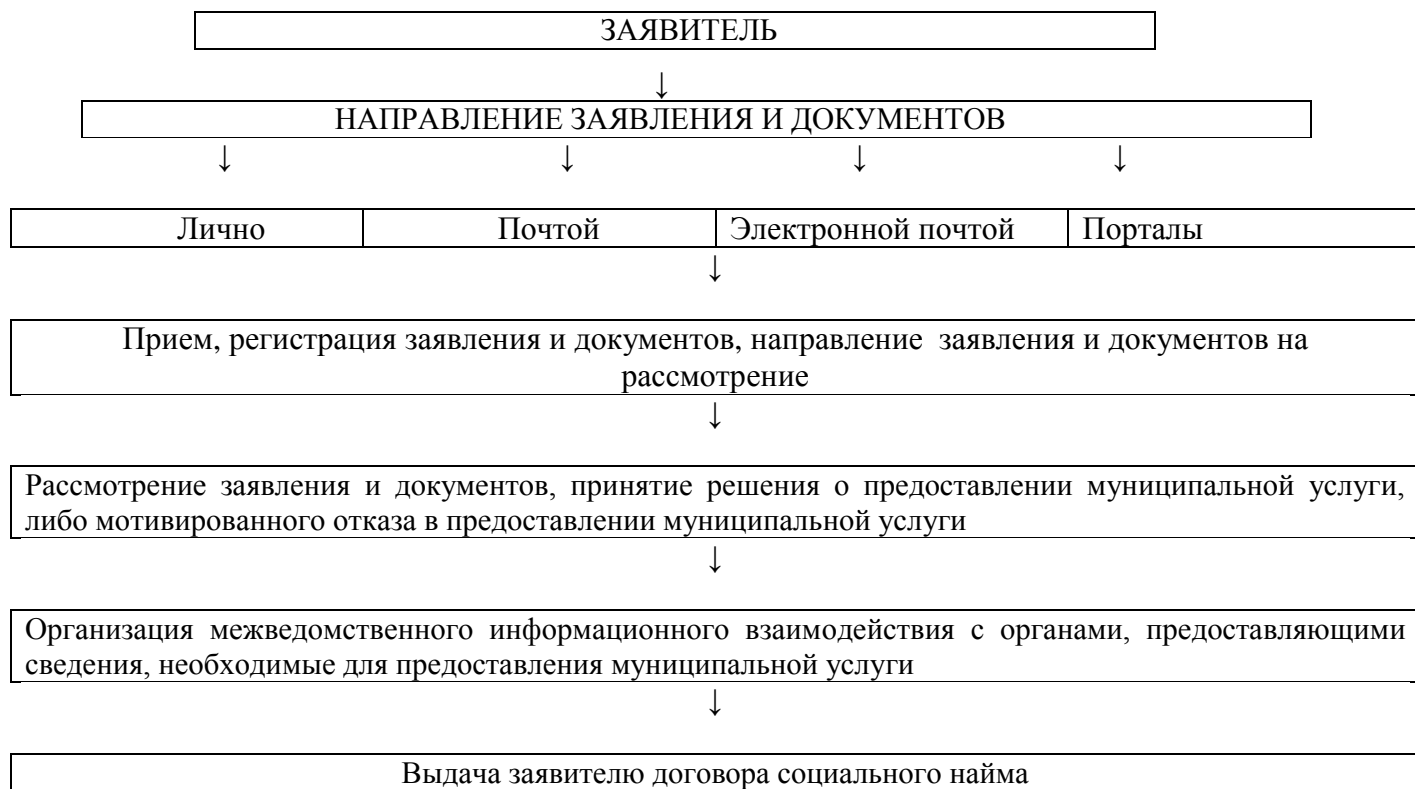 ЗАЯВИТЕЛЬ
↓
НАПРАВЛЕНИЕ ЗАЯВЛЕНИЯ И ДОКУМЕНТОВ
↓ ↓ ↓ ↓
Лично Почтой Электронной почтой Порталы
↓
Прием, регистрация заявления и документов, направление заявления и документов на
рассмотрение
↓
Рассмотрение заявления и документов, принятие решения о предоставлении муниципальной услуги,
либо мотивированного отказа в предоставлении муниципальной услуги
↓
Организация межведомственного информационного взаимодействия с органами, предоставляющими
сведения, необходимые для предоставления муниципальной услуги
↓
Выдача заявителю договора социального найма